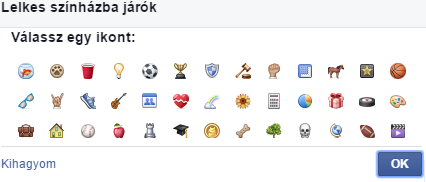 Lelkes színházba járók
Válassz egy ikont:
Kihagyom
OK